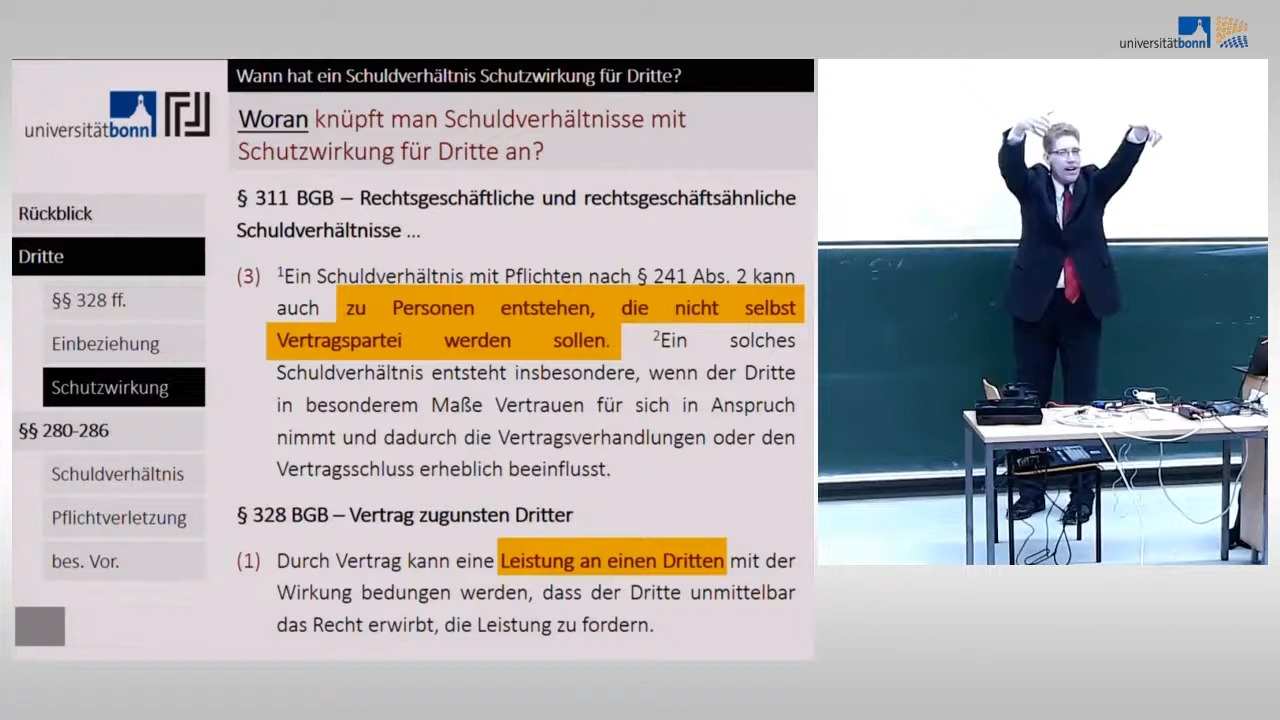 universitätbonn
universitätbonn
Rückblick
Dritte
§§ 328 ff.
Einbeziehung
Schutzwirkung
§§ 280-286
Schuldverhältnis
Pflichtverletzung
bes. Vor.
Wann hat ein Schuldverhältnis Schutzwirkung für Dritte?
Woran knüpft man Schuldverhältnisse mit
Schutzwirkung für Dritte an?
§ 311 BGB – Rechtsgeschäftliche und rechtsgeschäftsähnliche
Schuldverhältnisse ...
(3) ¹Ein Schuldverhältnis mit Pflichten nach § 241 Abs. 2 kann
auch zu Personen entstehen, die nicht selbst
Vertragspartei werden sollen. ²Ein solches
Schuldverhältnis entsteht insbesondere, wenn der Dritte
in besonderem Maße Vertrauen für sich in Anspruch
nimmt und dadurch die Vertragsverhandlungen oder den
Vertragsschluss erheblich beeinflusst.
§ 328 BGB – Vertrag zugunsten Dritter
(1) Durch Vertrag kann eine Leistung an einen Dritten mit der
Wirkung bedungen werden, dass der Dritte unmittelbar
das Recht erwirbt, die Leistung zu fordern.